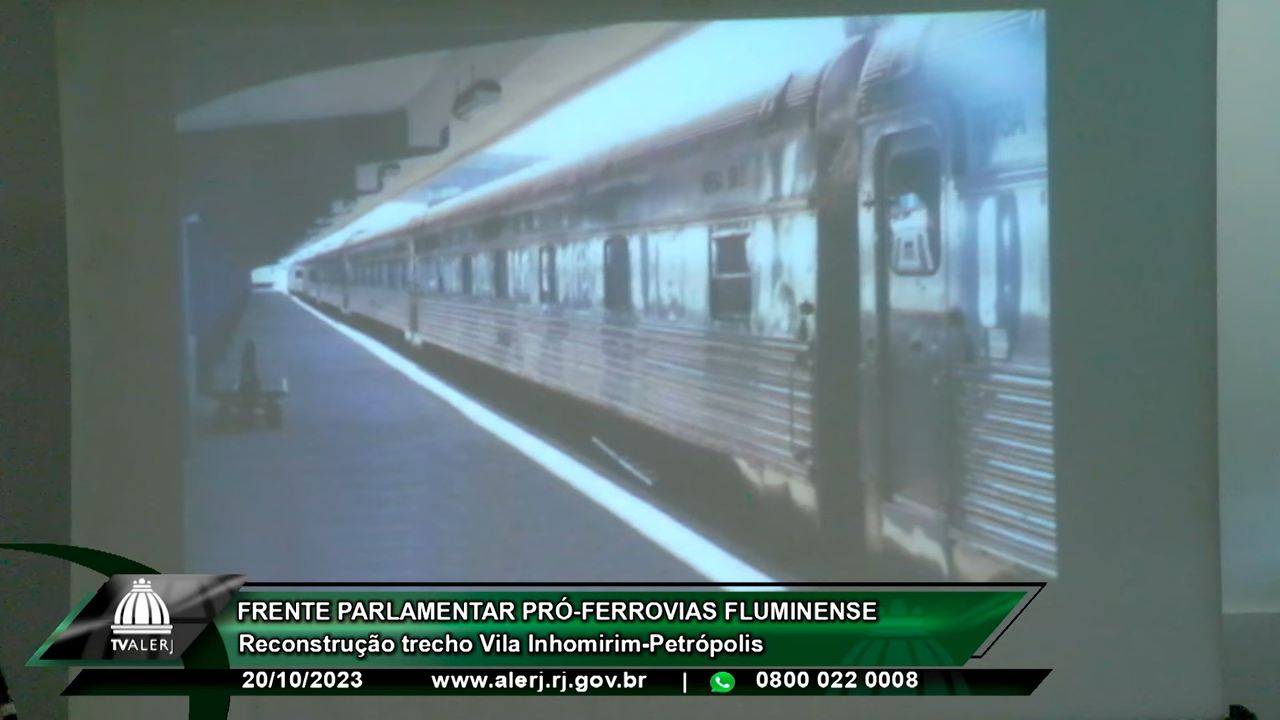 FRENTE PARLAMENTAR PRÓ-FERROVIAS FLUMINENSE
Reconstrução trecho Vila Inhomirim-Petrópolis
TVALERJ
20/10/2023 www.alerj.rj.gov.br | 0800 022 0008